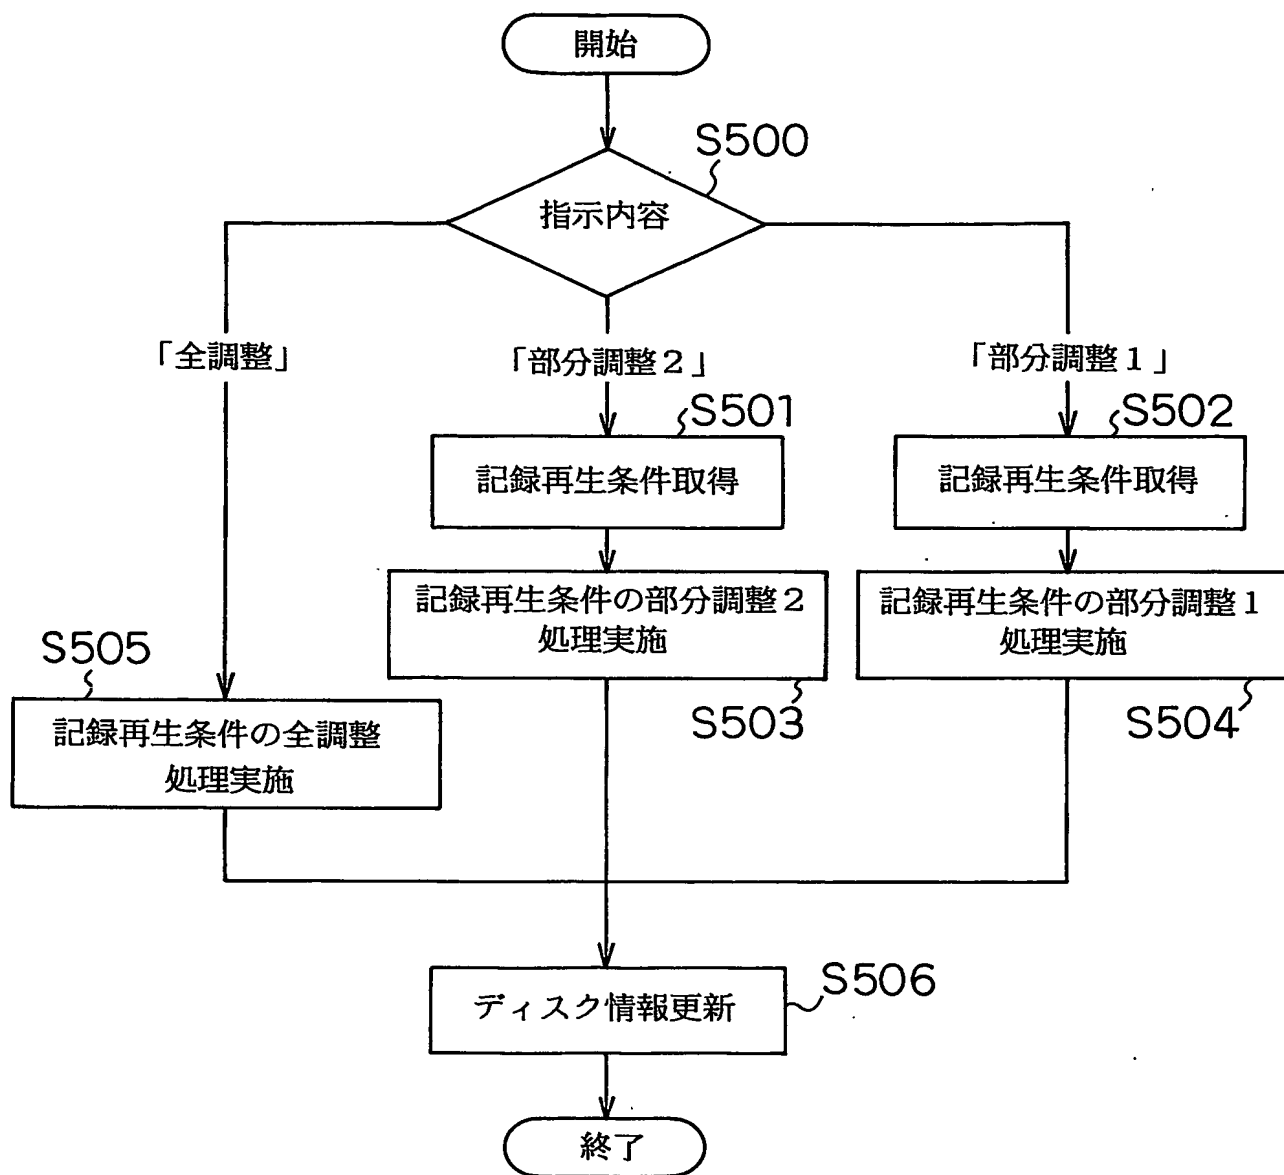 開始
S500
指示内容
「全調整」
「部分調整2」
「部分調整1」
S501
S502
記録再生条件取得
記録再生条件取得
記録再生条件の部分調整2
処理実施
記録再生条件の部分調整1
処理実施
S505
S503
S504
記録再生条件の全調整
処理実施
S506
ディスク情報更新
終了